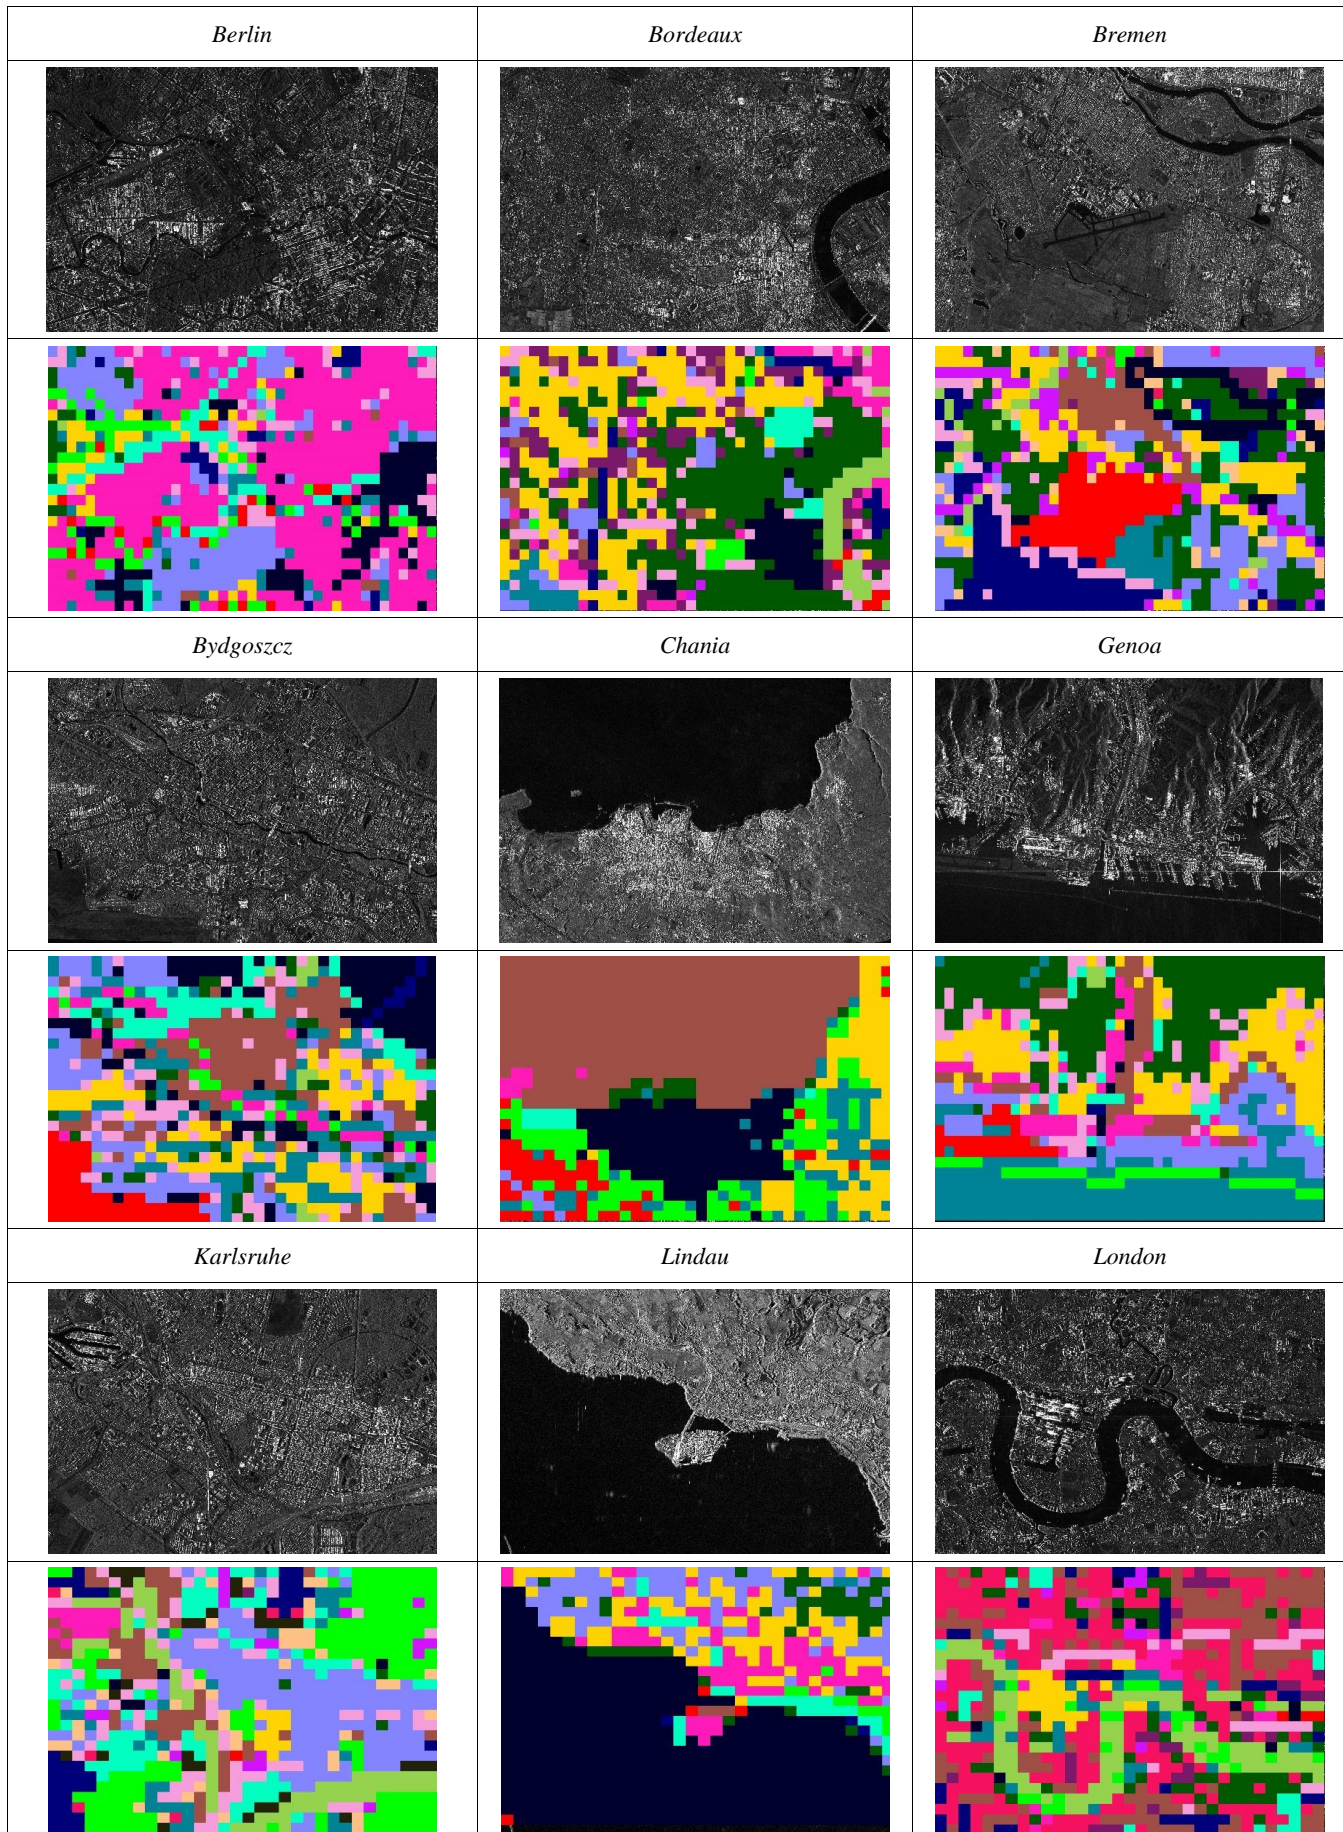 Berlin
Bordeaux
Bremen
Bydgoszcz
Chania
Genoa
Karlsruhe
Lindau
London